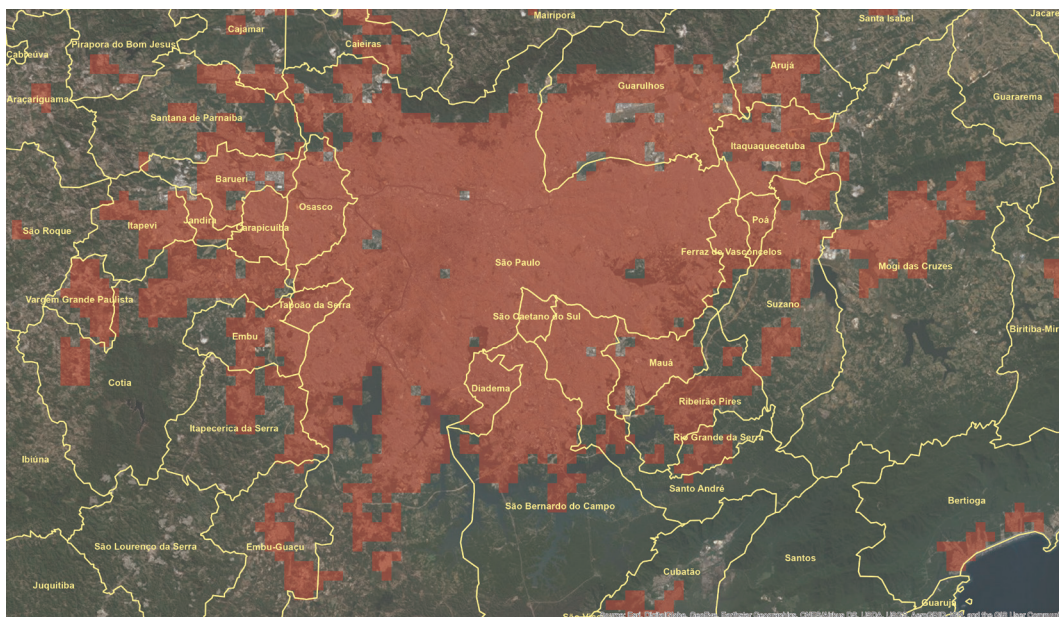 Mairiporã
Santa Isabel
Jacare
Cajamar
Caieiras
Pirapora do Bom Jesus
Cabreúva
Arujá
Guarulhos
Araçariguama
Guararema
Santana de Parnaíba
Itaquaquecetuba
Barueri
Osasco
Itapevi
Jandira
Carapicuíba
Poá
São Roque
Ferraz de Vasconcelos
São Paulo
Mogi das Cruzes
Vargem Grande Paulista
Taboão da Serra
Suzano
São Caetano do Sul
Embu
Biritiba-Mir
Mauá
Cotia
Diadema
Ribeirão Pires
Itapecerica da Serra
Rio Grande da Serra
Ibiúna
Santo André
Bertioga
São Bernardo do Campo
São Lourenço da Serra
Embu-Guaçu
Santos
Cubatão
Juquitiba
Guarujá